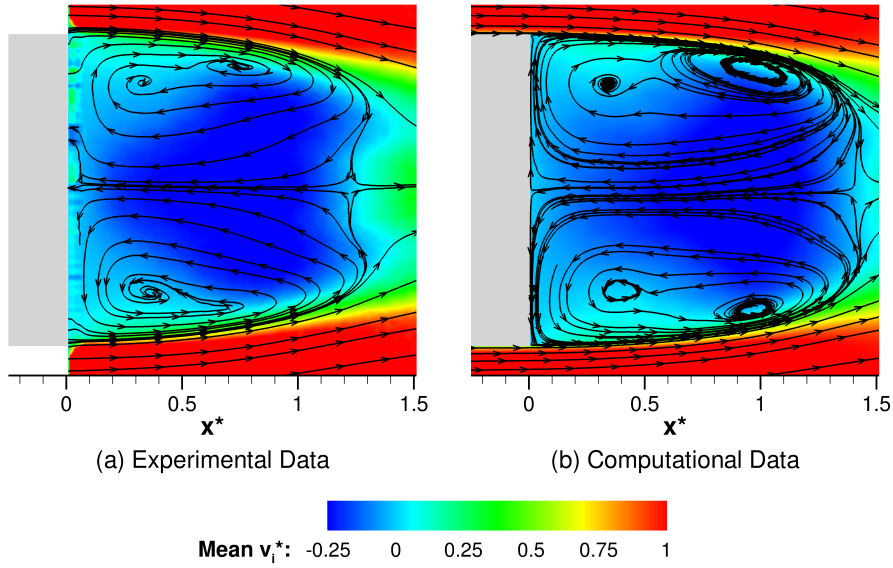 0 0.5 1 1.5 0 0.5 1 1.5
x* x*
(a) Experimental Data (b) Computational Data
Mean vᵢ*: -0.25 0 0.25 0.5 0.75 1